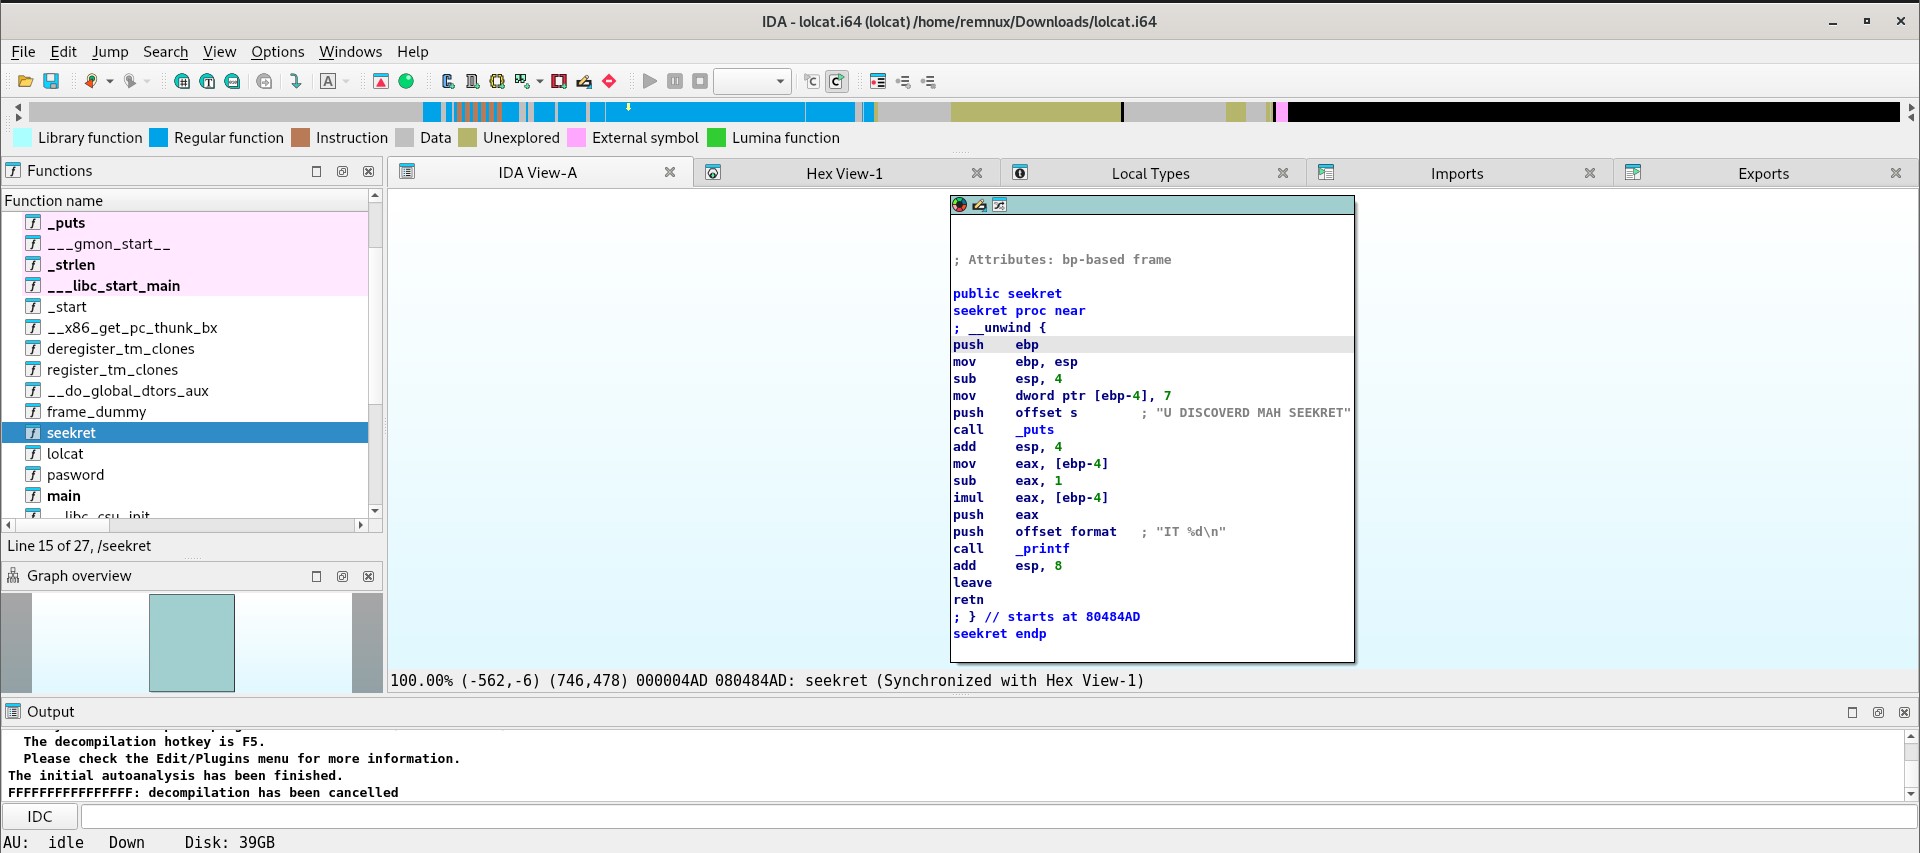 IDA - lolcat.i64 (lolcat) /home/remnux/Downloads/lolcat.i64
File Edit Jump Search View Options Windows Help
Library function Regular function Instruction Data Unexplored External symbol Lumina function
Functions
Function name
_puts
___gmon_start__
_strlen
___libc_start_main
_start
__x86_get_pc_thunk_bx
deregister_tm_clones
register_tm_clones
__do_global_dtors_aux
frame_dummy
seekret
lolcat
pasword
main
Line 15 of 27, /seekret
Graph overview
IDA View-A Hex View-1 Local Types Imports Exports
; Attributes: bp-based frame
public seekret
seekret proc near
; __unwind {
push ebp
mov ebp, esp
sub esp, 4
mov dword ptr [ebp-4], 7
push offset s ; "U DISCOVERD MAH SEEKRET"
call _puts
add esp, 4
mov eax, [ebp-4]
sub eax, 1
imul eax, [ebp-4]
push eax
push offset format ; "IT %d\n"
call _printf
add esp, 8
leave
retn
; } // starts at 80484AD
seekret endp
100.00% (-562,-6) (746,478) 000004AD 080484AD: seekret (Synchronized with Hex View-1)
Output
The decompilation hotkey is F5.
Please check the Edit/Plugins menu for more information.
The initial autoanalysis has been finished.
FFFFFFFFFFFFFFFF: decompilation has been cancelled
IDC
AU: idle Down Disk: 39GB